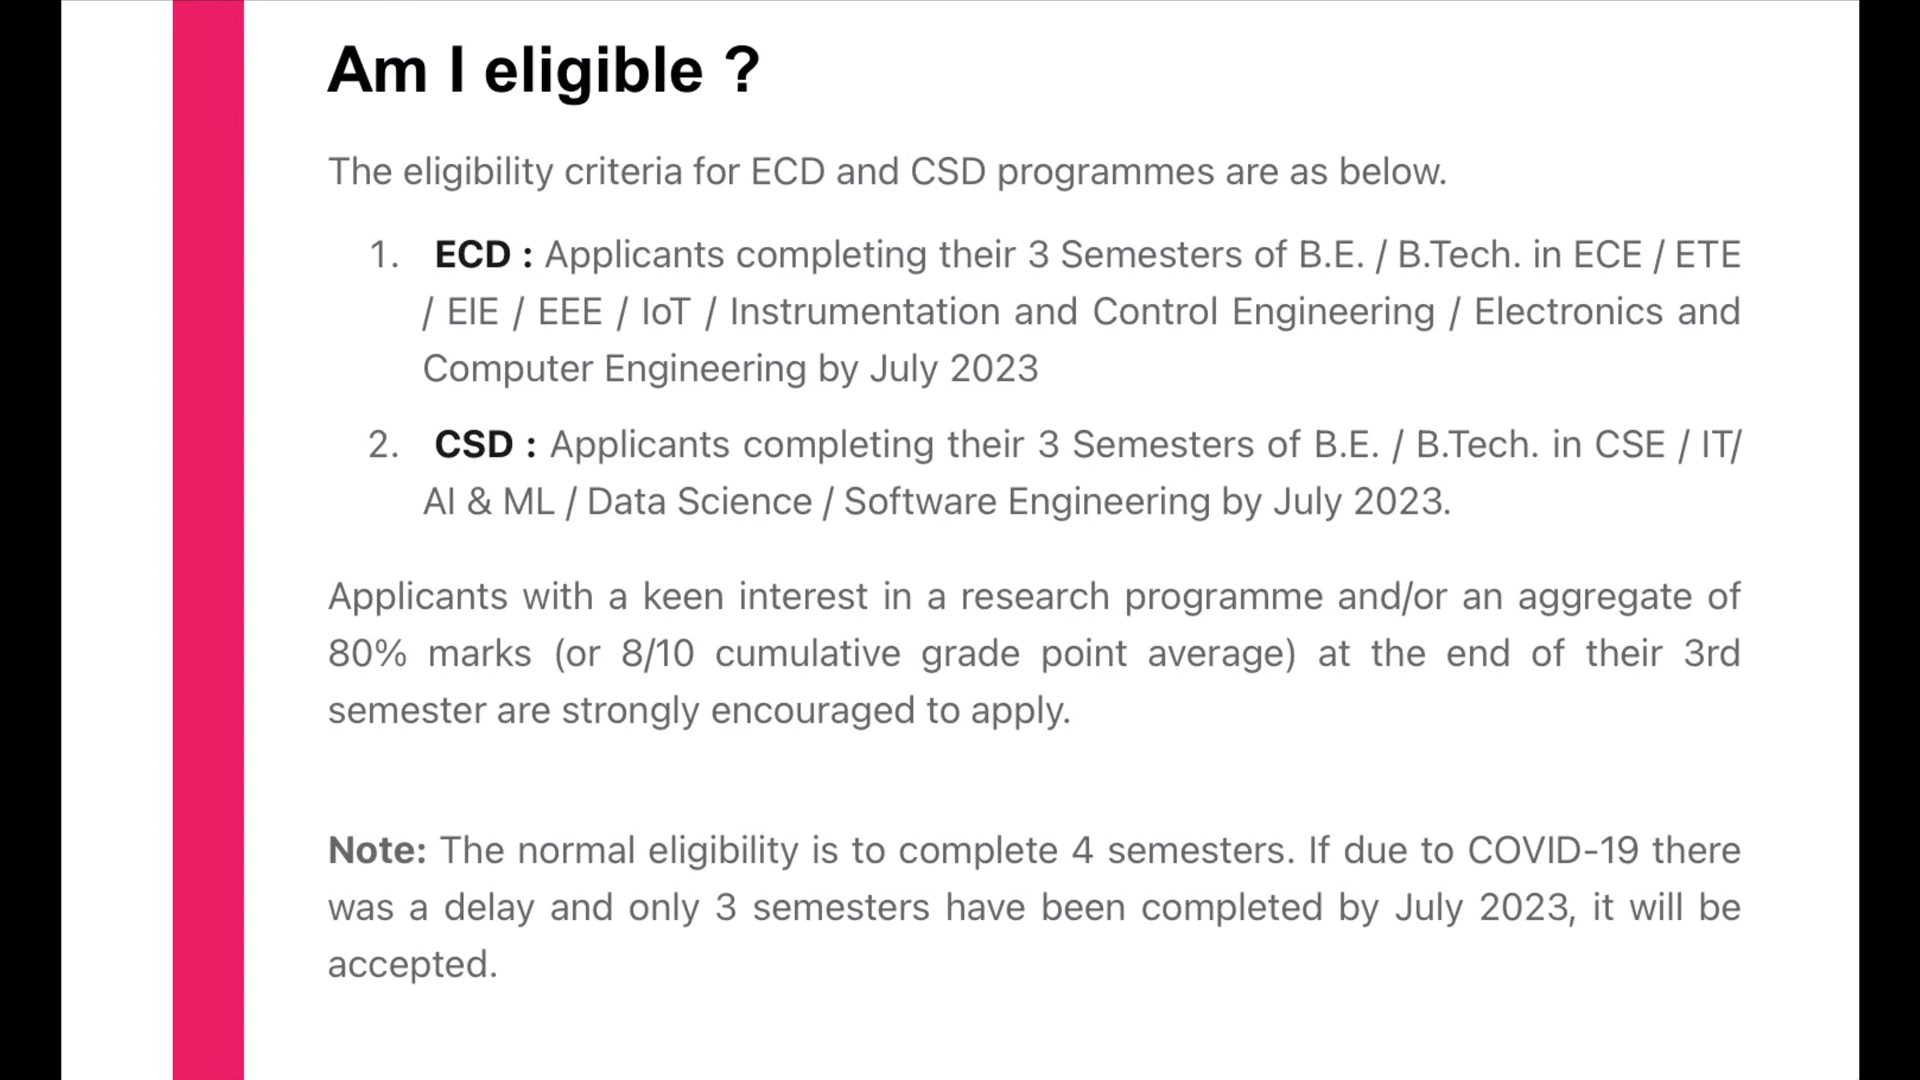 Am I eligible ?
The eligibility criteria for ECD and CSD programmes are as below.
1. ECD : Applicants completing their 3 Semesters of B.E. / B.Tech. in ECE / ETE
/ EIE / EEE / IoT / Instrumentation and Control Engineering / Electronics and
Computer Engineering by July 2023
2. CSD : Applicants completing their 3 Semesters of B.E. / B.Tech. in CSE / IT/
AI & ML / Data Science / Software Engineering by July 2023.
Applicants with a keen interest in a research programme and/or an aggregate of
80% marks (or 8/10 cumulative grade point average) at the end of their 3rd
semester are strongly encouraged to apply.
Note: The normal eligibility is to complete 4 semesters. If due to COVID-19 there
was a delay and only 3 semesters have been completed by July 2023, it will be
accepted.